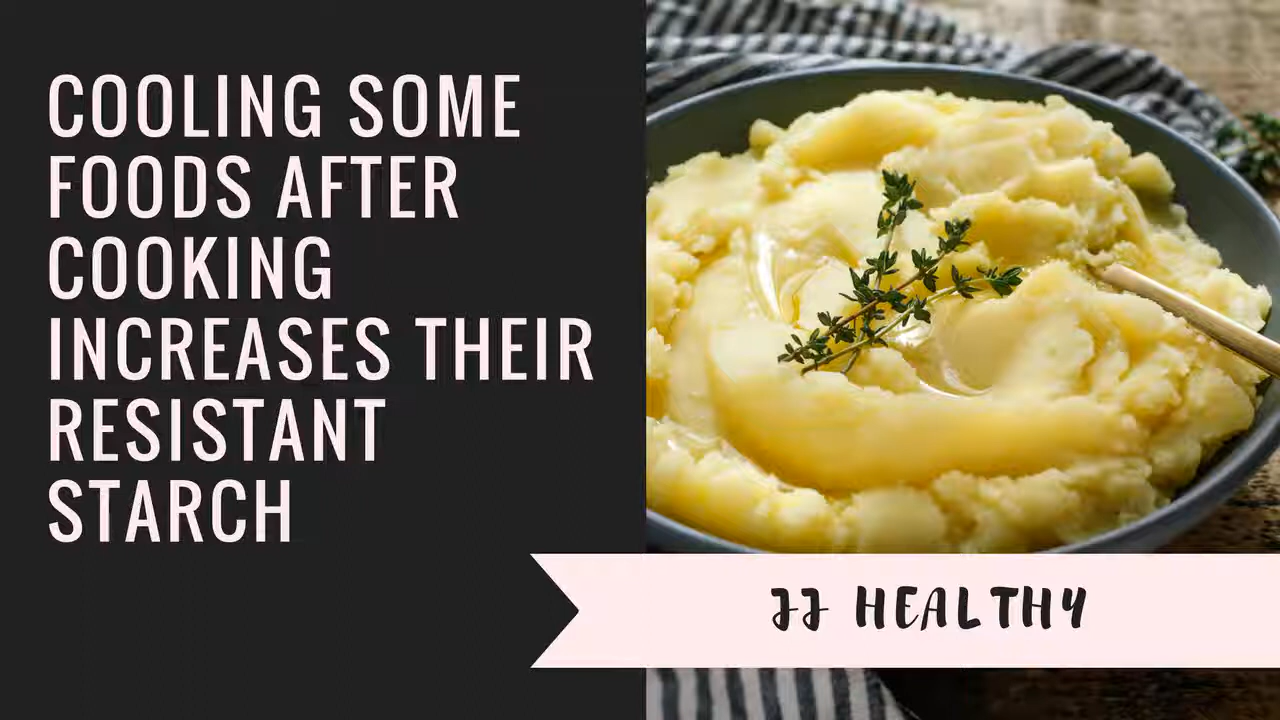 COOLING SOME
FOODS AFTER
COOKING
INCREASES THEIR
RESISTANT
STARCH
JJ HEALTHY